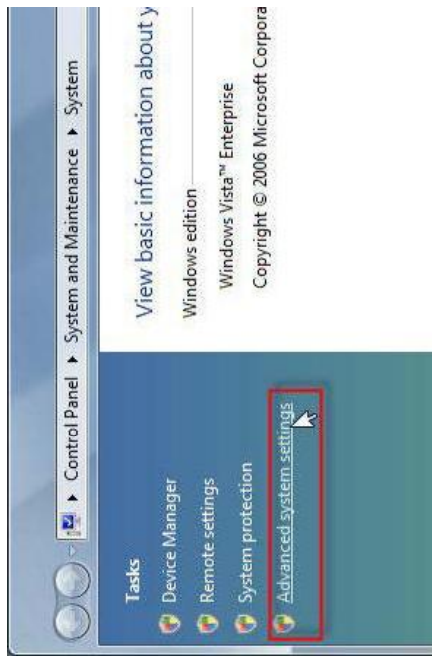 Control Panel ▸ System and Maintenance ▸ System
Tasks
Device Manager
Remote settings
System protection
Advanced system settings
View basic information about y
Windows edition
Windows Vista™ Enterprise
Copyright © 2006 Microsoft Corpora